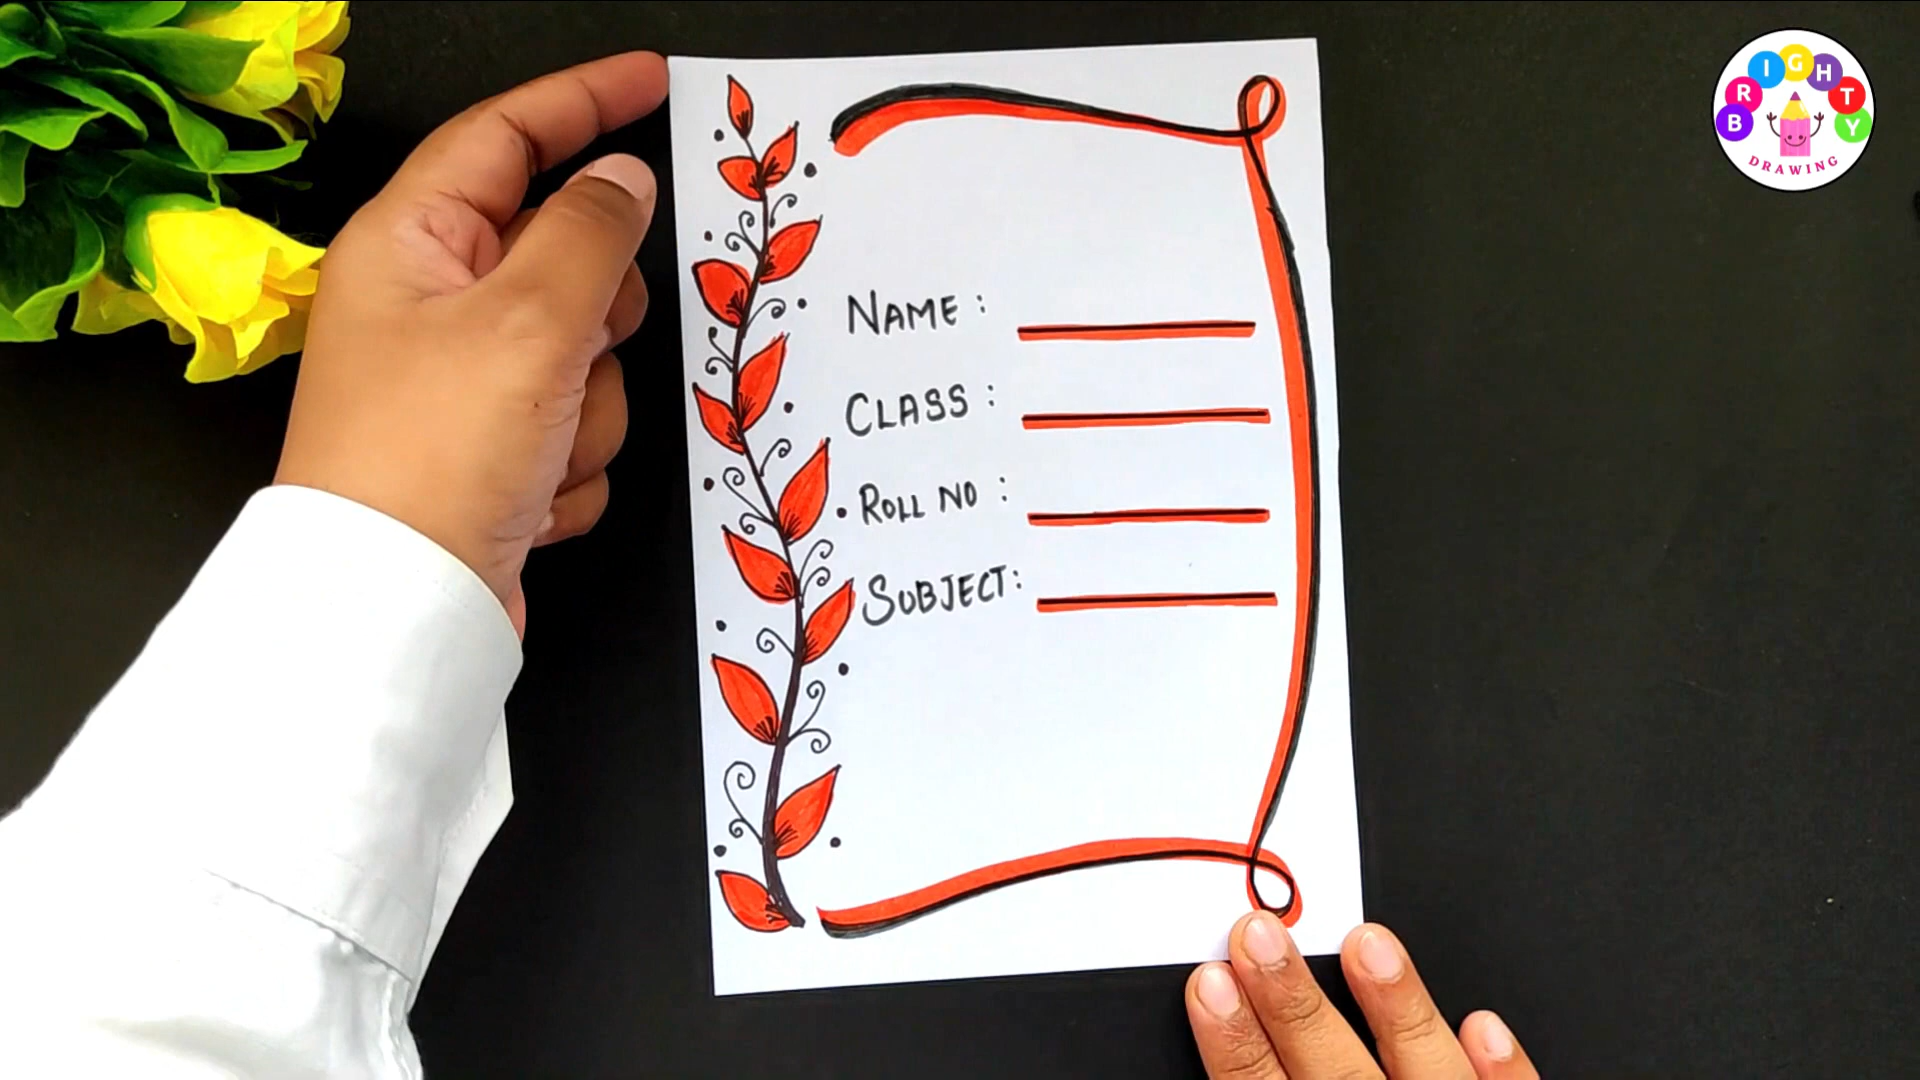 BRIGHTY
DRAWING
NAME :
CLASS :
ROLL NO :
SUBJECT: